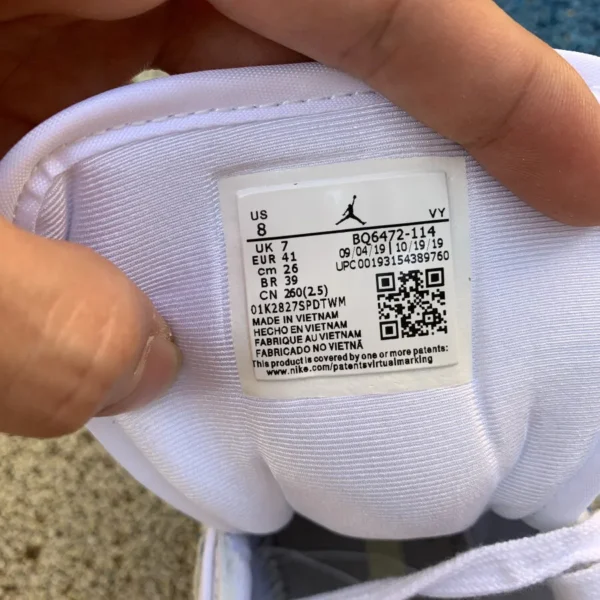 US VY
8
UK 7 BQ6472-114
EUR 41 09/04/19 | 10/19/19
cm 26 UPC00193154389760
BR 39
CN 260(2.5)
01K2827SPDTWM
MADE IN VIETNAM
HECHO EN VIETNAM
FABRIQUE AU VIETNAM
FABRICADO NO VIETNÃ
This product is covered by one or more patents:
www.nike.com/patentsvirtualmarking